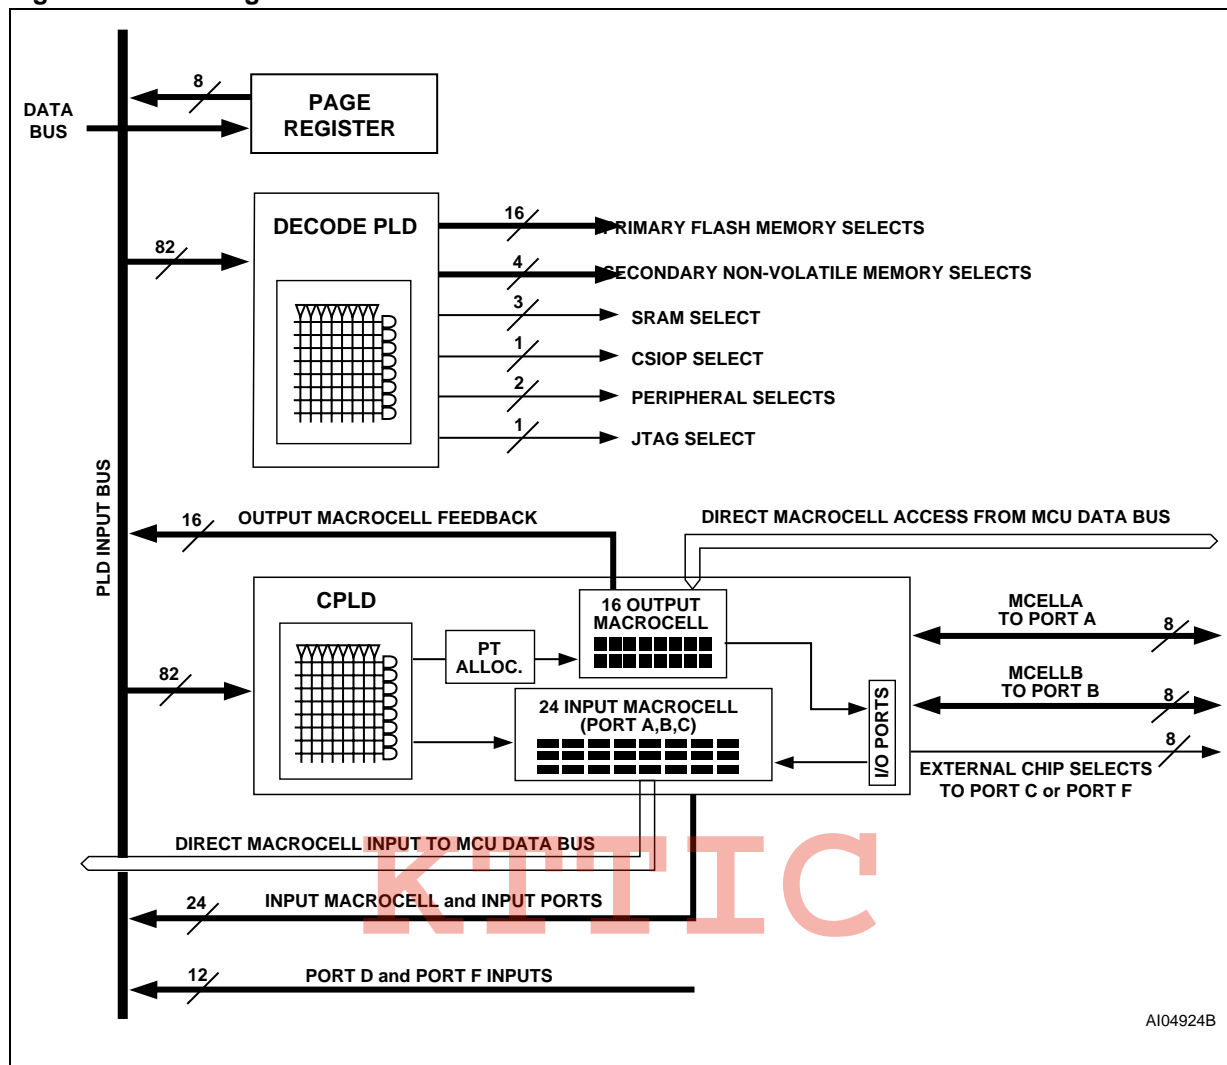 8
PAGE
REGISTER
DATA
BUS
DECODE PLD
82
16
PRIMARY FLASH MEMORY SELECTS
4
SECONDARY NON-VOLATILE MEMORY SELECTS
3
SRAM SELECT
1
CSIOP SELECT
2
PERIPHERAL SELECTS
1
JTAG SELECT
PLD INPUT BUS
16
OUTPUT MACROCELL FEEDBACK
DIRECT MACROCELL ACCESS FROM MCU DATA BUS
CPLD
82
PT
ALLOC.
16 OUTPUT
MACROCELL
24 INPUT MACROCELL
(PORT A,B,C)
I/O PORTS
MCELLA
TO PORT A
8
MCELLB
TO PORT B
8
8
EXTERNAL CHIP SELECTS
TO PORT C or PORT F
DIRECT MACROCELL INPUT TO MCU DATA BUS
KTTIC
24
INPUT MACROCELL and INPUT PORTS
12
PORT D and PORT F INPUTS
AI04924B